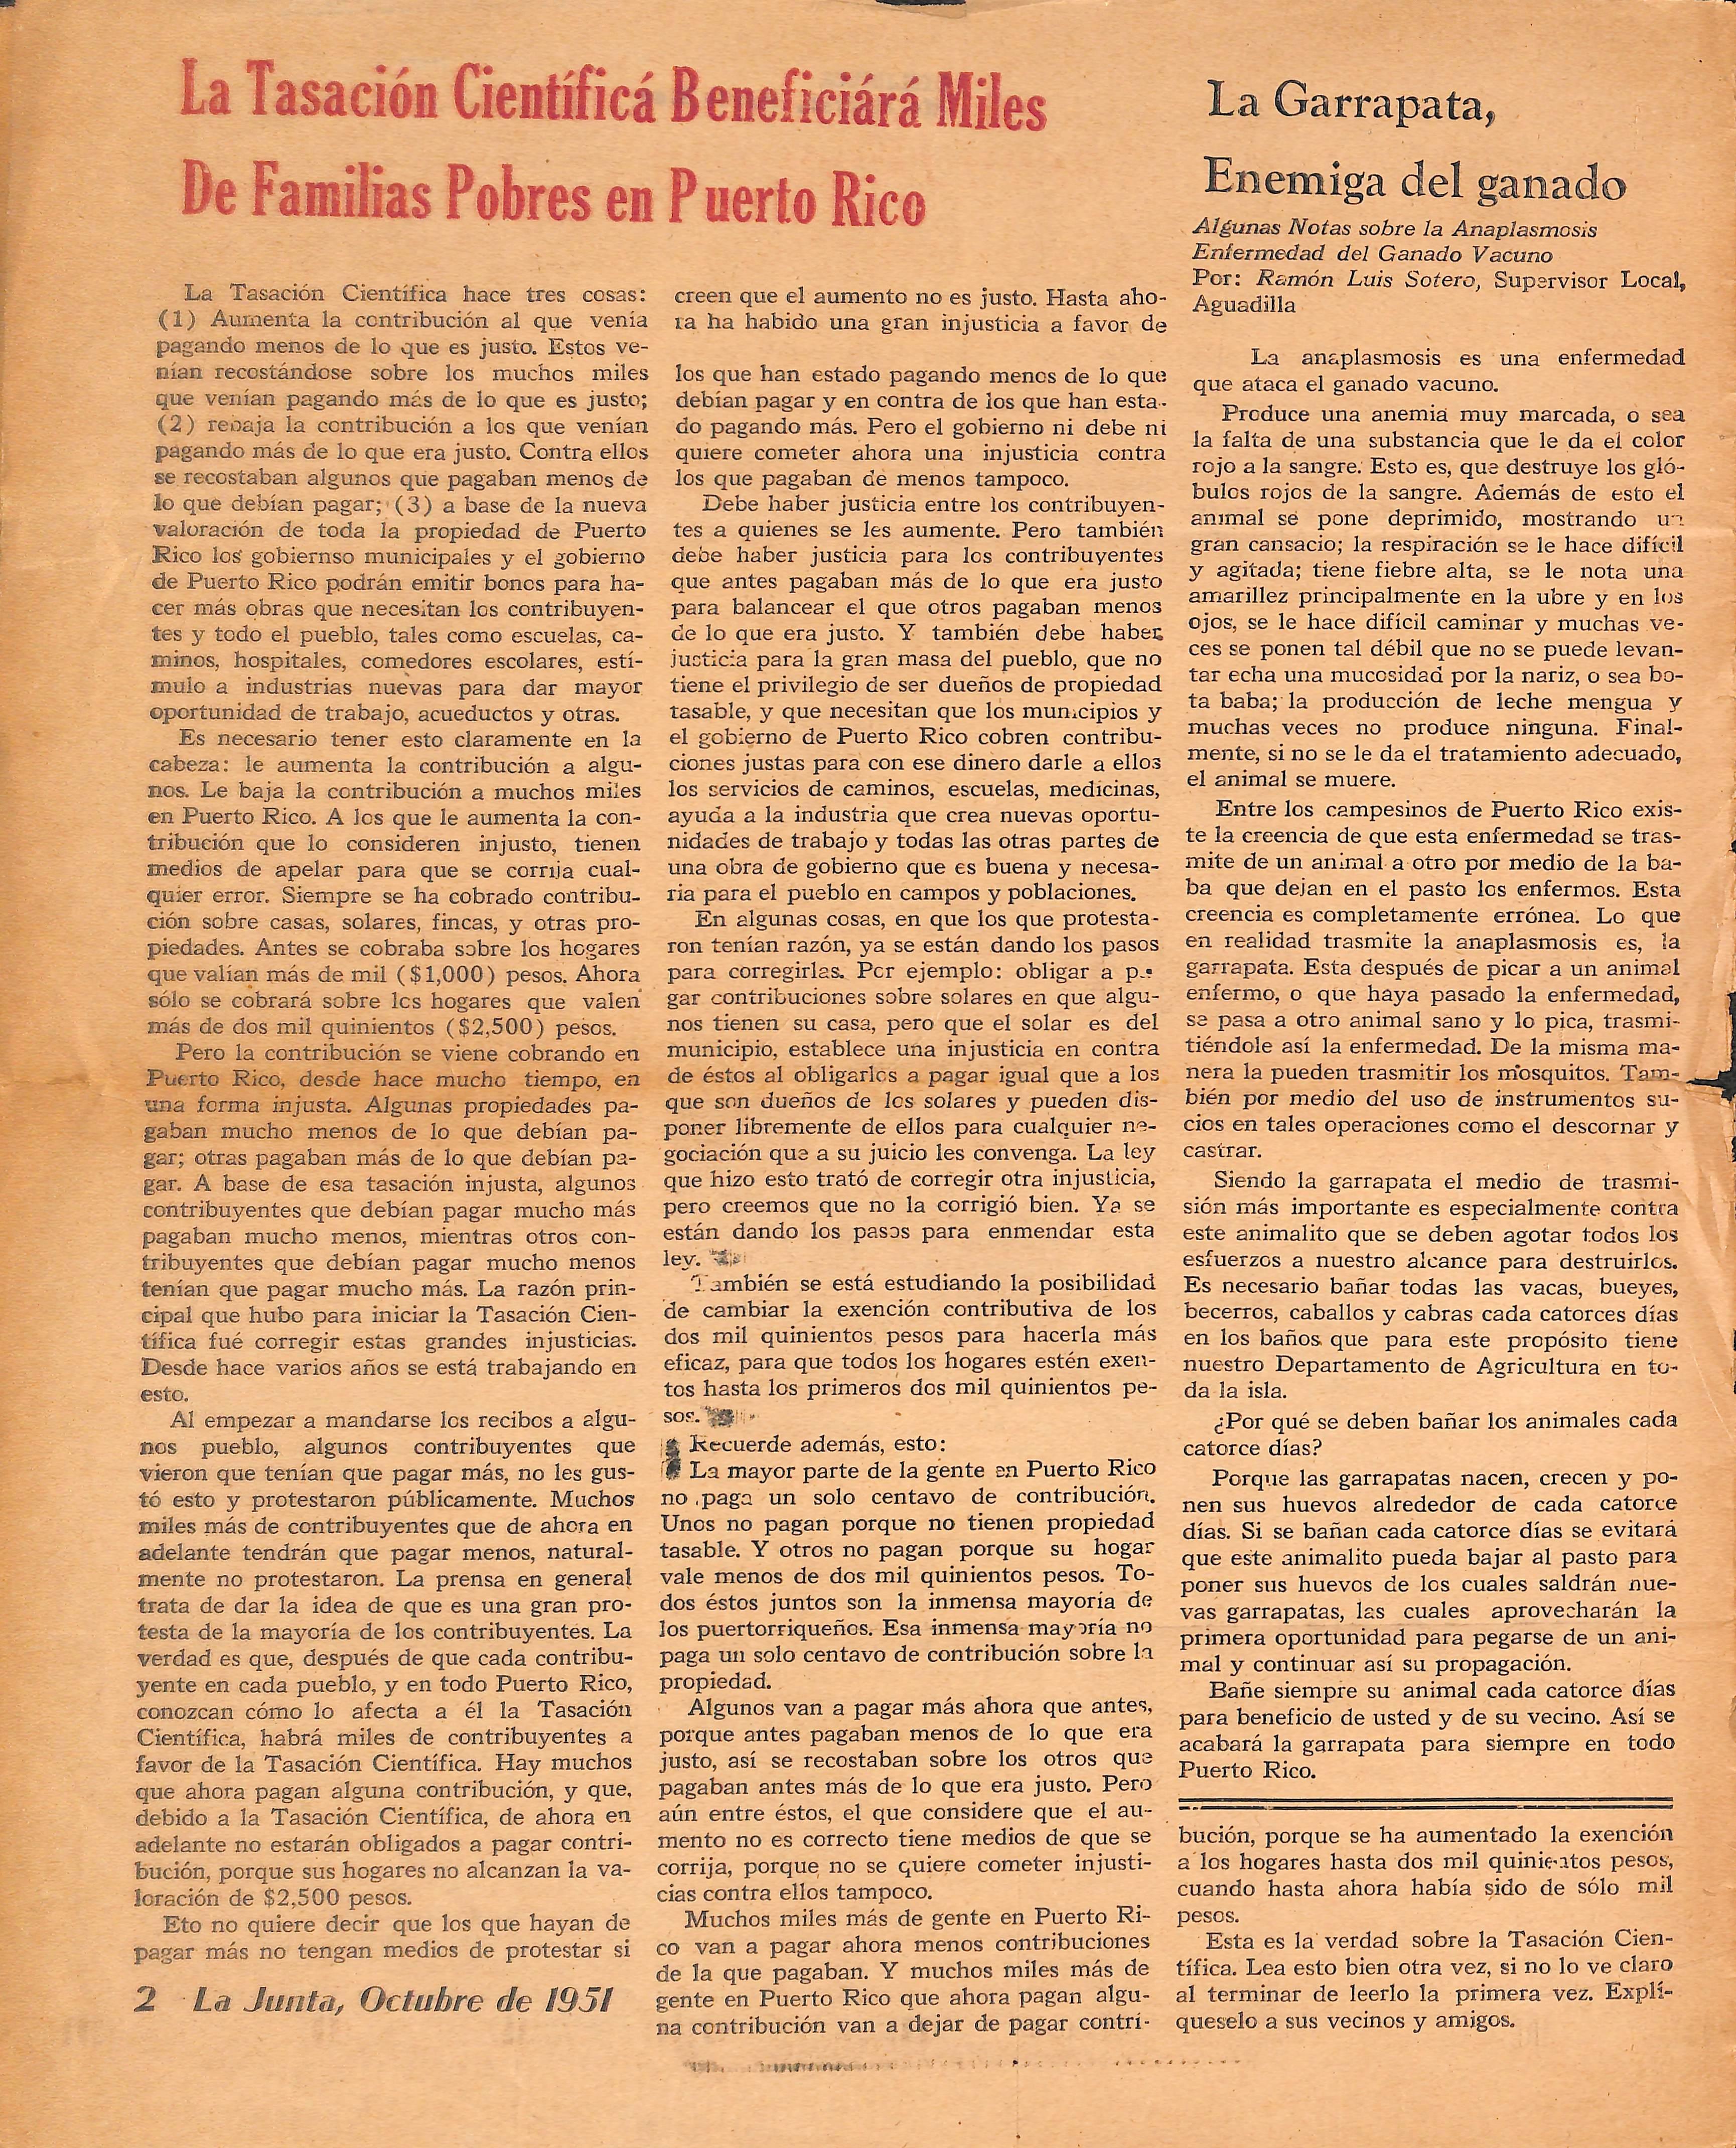 La Tasación Científicá Beneficiárá Miles
De Familias Pobres en Puerto Rico
La Tasación Científica hace tres cosas:
(1) Aumenta la contribución al que venía
pagando menos de lo que es justo. Estos ve-
nían recostándose sobre los muchos miles
que venían pagando más de lo que es justo;
(2) rebaja la contribución a los que venían
pagando más de lo que era justo. Contra ellos
se recostaban algunos que pagaban menos de
lo que debían pagar; (3) a base de la nueva
valoración de toda la propiedad de Puerto
Rico los gobiernso municipales y el gobierno
de Puerto Rico podrán emitir bonos para ha-
cer más obras que necesitan los contribuyen-
tes y todo el pueblo, tales como escuelas, ca-
minos, hospitales, comedores escolares, estí-
mulo a industrias nuevas para dar mayor
oportunidad de trabajo, acueductos y otras.
Es necesario tener esto claramente en la
cabeza: le aumenta la contribución a algu-
nos. Le baja la contribución a muchos miles
en Puerto Rico. A los que le aumenta la con-
tribución que lo consideren injusto, tienen
medios de apelar para que se corrija cual-
quier error. Siempre se ha cobrado contribu-
ción sobre casas, solares, fincas, y otras pro-
piedades. Antes se cobraba sobre los hogares
que valían más de mil ($1,000) pesos. Ahora
sólo se cobrará sobre los hogares que valen
más de dos mil quinientos ($2,500) pesos.
Pero la contribución se viene cobrando en
Puerto Rico, desde hace mucho tiempo, en
una forma injusta. Algunas propiedades pa-
gaban mucho menos de lo que debían pa-
gar; otras pagaban más de lo que debían pa-
gar. A base de esa tasación injusta, algunos
contribuyentes que debían pagar mucho más
pagaban mucho menos, mientras otros con-
tribuyentes que debían pagar mucho menos
tenían que pagar mucho más. La razón prin-
cipal que hubo para iniciar la Tasación Cien-
tífica fué corregir estas grandes injusticias.
Desde hace varios años se está trabajando en
esto.
Al empezar a mandarse los recibos a algu-
nos pueblo, algunos contribuyentes que
vieron que tenían que pagar más, no les gus-
tó esto y protestaron públicamente. Muchos
miles más de contribuyentes que de ahora en
adelante tendrán que pagar menos, natural-
mente no protestaron. La prensa en general
trata de dar la idea de que es una gran pro-
testa de la mayoría de los contribuyentes. La
verdad es que, después de que cada contribu-
yente en cada pueblo, y en todo Puerto Rico,
conozcan cómo lo afecta a él la Tasación
Científica, habrá miles de contribuyentes a
favor de la Tasación Científica. Hay muchos
que ahora pagan alguna contribución, y que,
debido a la Tasación Científica, de ahora en
adelante no estarán obligados a pagar contri-
bución, porque sus hogares no alcanzan la va-
loración de $2,500 pesos.
Eto no quiere decir que los que hayan de
pagar más no tengan medios de protestar si
2 La Junta, Octubre de 1951
creen que el aumento no es justo. Hasta aho-
ra ha habido una gran injusticia a favor de
los que han estado pagando menos de lo que
debían pagar y en contra de los que han esta-
do pagando más. Pero el gobierno ni debe ni
quiere cometer ahora una injusticia contra
los que pagaban de menos tampoco.
Debe haber justicia entre los contribuyen-
tes a quienes se les aumente. Pero también
debe haber justicia para los contribuyentes
que antes pagaban más de lo que era justo
para balancear el que otros pagaban menos
de lo que era justo. Y también debe haber
justicia para la gran masa del pueblo, que no
tiene el privilegio de ser dueños de propiedad
tasable, y que necesitan que los municipios y
el gobierno de Puerto Rico cobren contribu-
ciones justas para con ese dinero darle a ellos
los servicios de caminos, escuelas, medicinas,
ayuda a la industria que crea nuevas oportu-
nidades de trabajo y todas las otras partes de
una obra de gobierno que es buena y necesa-
ria para el pueblo en campos y poblaciones.
En algunas cosas, en que los que protesta-
ron tenían razón, ya se están dando los pasos
para corregirlas. Por ejemplo: obligar a pa-
gar contribuciones sobre solares en que algu-
nos tienen su casa, pero que el solar es del
municipio, establece una injusticia en contra
de éstos al obligarlos a pagar igual que a los
que son dueños de los solares y pueden dis-
poner libremente de ellos para cualquier ne-
gociación que a su juicio les convenga. La ley
que hizo esto trató de corregir otra injusticia,
pero creemos que no la corrigió bien. Ya se
están dando los pasos para enmendar esta
ley.
También se está estudiando la posibilidad
de cambiar la exención contributiva de los
dos mil quinientos pesos para hacerla más
eficaz, para que todos los hogares estén exen-
tos hasta los primeros dos mil quinientos pe-
sos.
Recuerde además, esto:
La mayor parte de la gente en Puerto Rico
no paga un solo centavo de contribución.
Unos no pagan porque no tienen propiedad
tasable. Y otros no pagan porque su hogar
vale menos de dos mil quinientos pesos. To-
dos éstos juntos son la inmensa mayoría de
los puertorriqueños. Esa inmensa mayoría no
paga un solo centavo de contribución sobre la
propiedad.
Algunos van a pagar más ahora que antes,
porque antes pagaban menos de lo que era
justo, así se recostaban sobre los otros que
pagaban antes más de lo que era justo. Pero
aún entre éstos, el que considere que el au-
mento no es correcto tiene medios de que se
corrija, porque no se quiere cometer injusti-
cias contra ellos tampoco.
Muchos miles más de gente en Puerto Ri-
co van a pagar ahora menos contribuciones
de la que pagaban. Y muchos miles más de
gente en Puerto Rico que ahora pagan algu-
na contribución van a dejar de pagar contri-
La Garrapata,
Enemiga del ganado
Algunas Notas sobre la Anaplasmosis
Enfermedad del Ganado Vacuno
Por: Ramón Luis Sotero, Supervisor Local,
Aguadilla
La anaplasmosis es una enfermedad
que ataca el ganado vacuno.
Produce una anemia muy marcada, o sea
la falta de una substancia que le da el color
rojo a la sangre. Esto es, que destruye los gló-
bulos rojos de la sangre. Además de esto el
animal se pone deprimido, mostrando un
gran cansacio; la respiración se le hace difícil
y agitada; tiene fiebre alta, se le nota una
amarillez principalmente en la ubre y en los
ojos, se le hace difícil caminar y muchas ve-
ces se ponen tal débil que no se puede levan-
tar echa una mucosidad por la nariz, o sea bo-
ta baba; la producción de leche mengua y
muchas veces no produce ninguna. Final-
mente, si no se le da el tratamiento adecuado,
el animal se muere.
Entre los campesinos de Puerto Rico exis-
te la creencia de que esta enfermedad se tras-
mite de un animal a otro por medio de la ba-
ba que dejan en el pasto los enfermos. Esta
creencia es completamente errónea. Lo que
en realidad trasmite la anaplasmosis es, la
garrapata. Esta después de picar a un animal
enfermo, o que haya pasado la enfermedad,
se pasa a otro animal sano y lo pica, trasmi-
tiéndole así la enfermedad. De la misma ma-
nera la pueden trasmitir los mosquitos. Tam-
bién por medio del uso de instrumentos su-
cios en tales operaciones como el descornar y
castrar.
Siendo la garrapata el medio de trasmi-
sión más importante es especialmente contra
este animalito que se deben agotar todos los
esfuerzos a nuestro alcance para destruirlos.
Es necesario bañar todas las vacas, bueyes,
becerros, caballos y cabras cada catorces días
en los baños que para este propósito tiene
nuestro Departamento de Agricultura en to-
da la isla.
¿Por qué se deben bañar los animales cada
catorce días?
Porque las garrapatas nacen, crecen y po-
nen sus huevos alrededor de cada catorce
días. Si se bañan cada catorce días se evitará
que este animalito pueda bajar al pasto para
poner sus huevos de los cuales saldrán nue-
vas garrapatas, las cuales aprovecharán la
primera oportunidad para pegarse de un ani-
mal y continuar así su propagación.
Bañe siempre su animal cada catorce días
para beneficio de usted y de su vecino. Así se
acabará la garrapata para siempre en todo
Puerto Rico.
bución, porque se ha aumentado la exención
a los hogares hasta dos mil quinientos pesos,
cuando hasta ahora había sido de sólo mil
pesos.
Esta es la verdad sobre la Tasación Cien-
tífica. Lea esto bien otra vez, si no lo ve claro
al terminar de leerlo la primera vez. Explí-
queselo a sus vecinos y amigos.